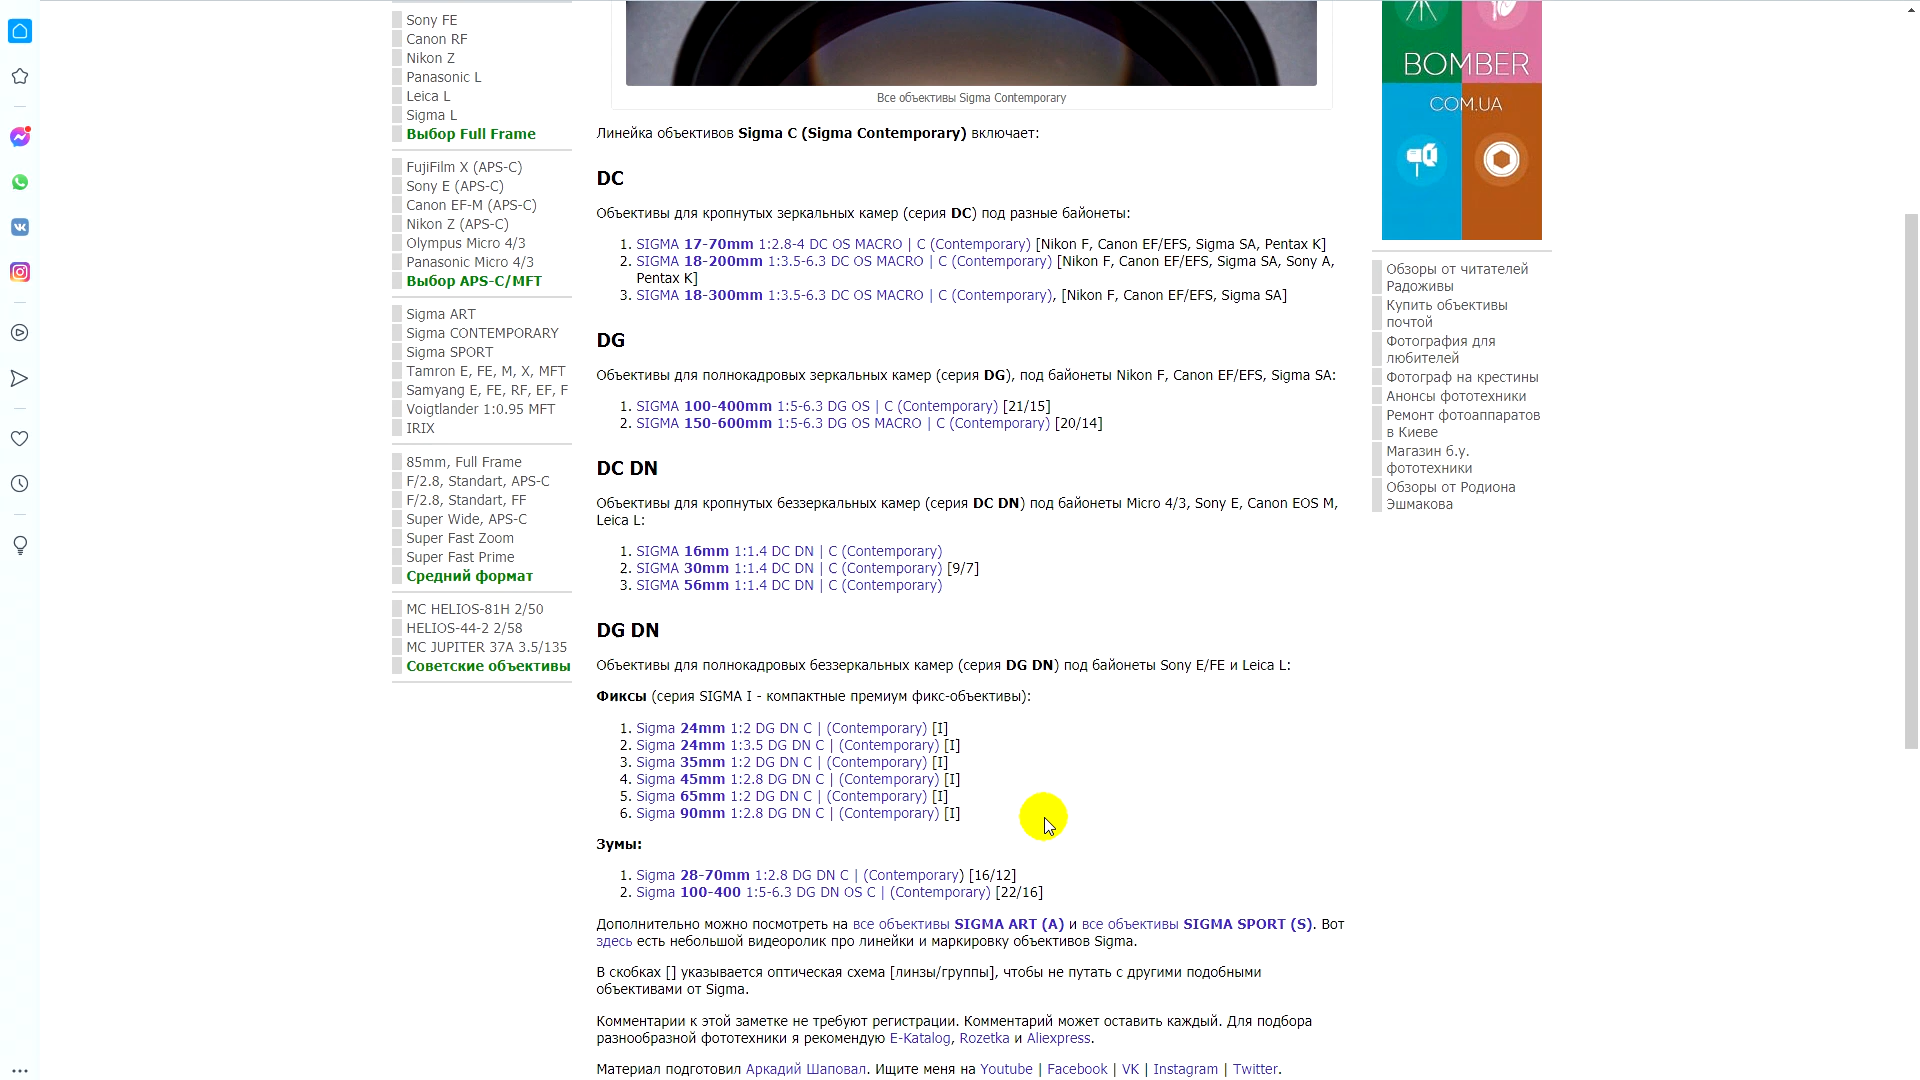 Sony FE
Canon RF
Nikon Z
Panasonic L
Leica L
Sigma L
Выбор Full Frame
FujiFilm X (APS-C)
Sony E (APS-C)
Canon EF-M (APS-C)
Nikon Z (APS-C)
Olympus Micro 4/3
Panasonic Micro 4/3
Выбор APS-C/MFT
Sigma ART
Sigma CONTEMPORARY
Sigma SPORT
Tamron E, FE, M, X, MFT
Samyang E, FE, RF, EF, F
Voigtlander 1:0.95 MFT
IRIX
85mm, Full Frame
F/2.8, Standart, APS-C
F/2.8, Standart, FF
Super Wide, APS-C
Super Fast Zoom
Super Fast Prime
Средний формат
MC HELIOS-81H 2/50
HELIOS-44-2 2/58
MC JUPITER 37A 3.5/135
Советские объективы
Все объективы Sigma Contemporary
Линейка объективов Sigma C (Sigma Contemporary) включает:
DC
Объективы для кропнутых зеркальных камер (серия DC) под разные байонеты:
1. SIGMA 17-70mm 1:2.8-4 DC OS MACRO | C (Contemporary) [Nikon F, Canon EF/EFS, Sigma SA, Pentax K]
2. SIGMA 18-200mm 1:3.5-6.3 DC OS MACRO | C (Contemporary) [Nikon F, Canon EF/EFS, Sigma SA, Sony A,
Pentax K]
3. SIGMA 18-300mm 1:3.5-6.3 DC OS MACRO | C (Contemporary), [Nikon F, Canon EF/EFS, Sigma SA]
DG
Объективы для полнокадровых зеркальных камер (серия DG), под байонеты Nikon F, Canon EF/EFS, Sigma SA:
1. SIGMA 100-400mm 1:5-6.3 DG OS | C (Contemporary) [21/15]
2. SIGMA 150-600mm 1:5-6.3 DG OS MACRO | C (Contemporary) [20/14]
DC DN
Объективы для кропнутых беззеркальных камер (серия DC DN) под байонеты Micro 4/3, Sony E, Canon EOS M,
Leica L:
1. SIGMA 16mm 1:1.4 DC DN | C (Contemporary)
2. SIGMA 30mm 1:1.4 DC DN | C (Contemporary) [9/7]
3. SIGMA 56mm 1:1.4 DC DN | C (Contemporary)
DG DN
Объективы для полнокадровых беззеркальных камер (серия DG DN) под байонеты Sony E/FE и Leica L:
Фиксы (серия SIGMA I - компактные премиум фикс-объективы):
1. Sigma 24mm 1:2 DG DN C | (Contemporary) [I]
2. Sigma 24mm 1:3.5 DG DN C | (Contemporary) [I]
3. Sigma 35mm 1:2 DG DN C | (Contemporary) [I]
4. Sigma 45mm 1:2.8 DG DN C | (Contemporary) [I]
5. Sigma 65mm 1:2 DG DN C | (Contemporary) [I]
6. Sigma 90mm 1:2.8 DG DN C | (Contemporary) [I]
Зумы:
1. Sigma 28-70mm 1:2.8 DG DN C | (Contemporary) [16/12]
2. Sigma 100-400 1:5-6.3 DG DN OS C | (Contemporary) [22/16]
Дополнительно можно посмотреть на все объективы SIGMA ART (A) и все объективы SIGMA SPORT (S). Вот
здесь есть небольшой видеоролик про линейки и маркировку объективов Sigma.
В скобках [] указывается оптическая схема [линзы/группы], чтобы не путать с другими подобными
объективами от Sigma.
Комментарии к этой заметке не требуют регистрации. Комментарий может оставить каждый. Для подбора
разнообразной фототехники я рекомендую E-Katalog, Rozetka и Aliexpress.
Материал подготовил Аркадий Шаповал. Ищите меня на Youtube | Facebook | VK | Instagram | Twitter.
BOMBER
COM.UA
Обзоры от читателей
Радоживы
Купить объективы
почтой
Фотография для
любителей
Фотограф на крестины
Анонсы фототехники
Ремонт фотоаппаратов
в Киеве
Магазин б.у.
фототехники
Обзоры от Родиона
Эшмакова